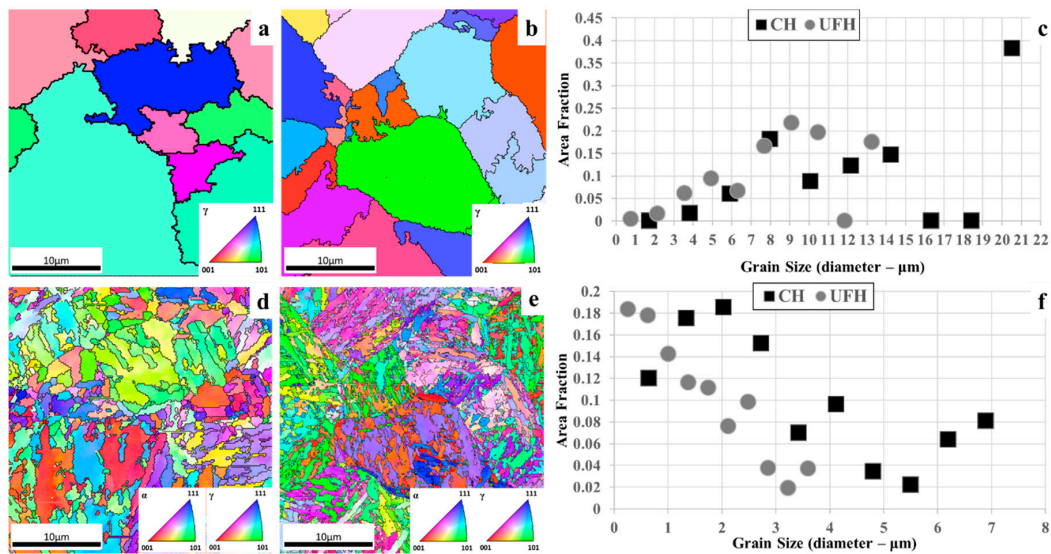 a
γ
111
001
101
10μm
b
γ
111
001
101
10μm
c
CH
UFH
Area Fraction
0.45
0.4
0.35
0.3
0.25
0.2
0.15
0.1
0.05
0
0 1 2 3 4 5 6 7 8 9 10 11 12 13 14 15 16 17 18 19 20 21 22
Grain Size (diameter – μm)
d
α
111
001
101
γ
111
001
101
10μm
e
α
111
001
101
γ
111
001
101
10μm
f
CH
UFH
Area Fraction
0.2
0.18
0.16
0.14
0.12
0.1
0.08
0.06
0.04
0.02
0
0 1 2 3 4 5 6 7 8
Grain Size (diameter – μm)